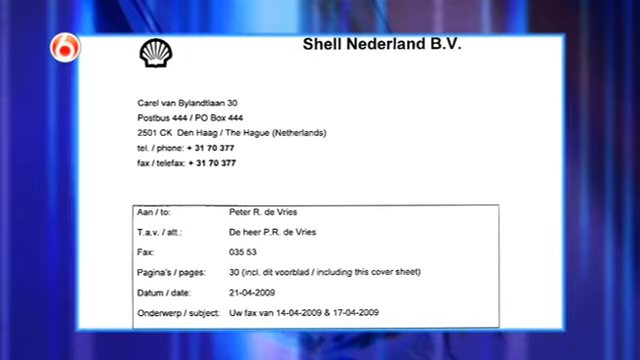 6
Shell Nederland B.V.
Carel van Bylandtlaan 30
Postbus 444 / PO Box 444
2501 CK Den Haag / The Hague (Netherlands)
tel. / phone: + 31 70 377
fax / telefax: + 31 70 377
Aan / to: Peter R. de Vries
T.a.v. / att.: De heer P.R. de Vries
Fax: 035 53
Pagina's / pages: 30 (incl. dit voorblad / including this cover sheet)
Datum / date: 21-04-2009
Onderwerp / subject: Uw fax van 14-04-2009 & 17-04-2009